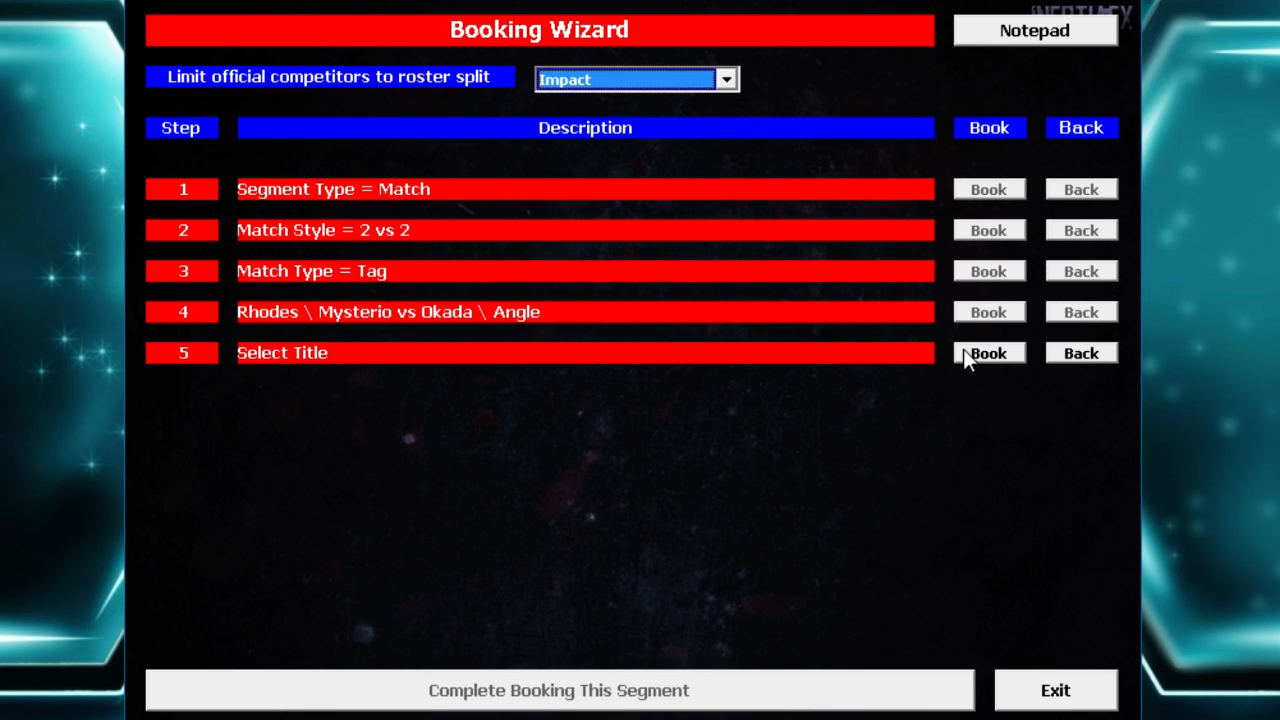 Booking Wizard
Notepad
Limit official competitors to roster split
Impact
Step Description Book Back
1 Segment Type = Match Book Back
2 Match Style = 2 vs 2 Book Back
3 Match Type = Tag Book Back
4 Rhodes \ Mysterio vs Okada \ Angle Book Back
5 Select Title Book Back
Complete Booking This Segment
Exit